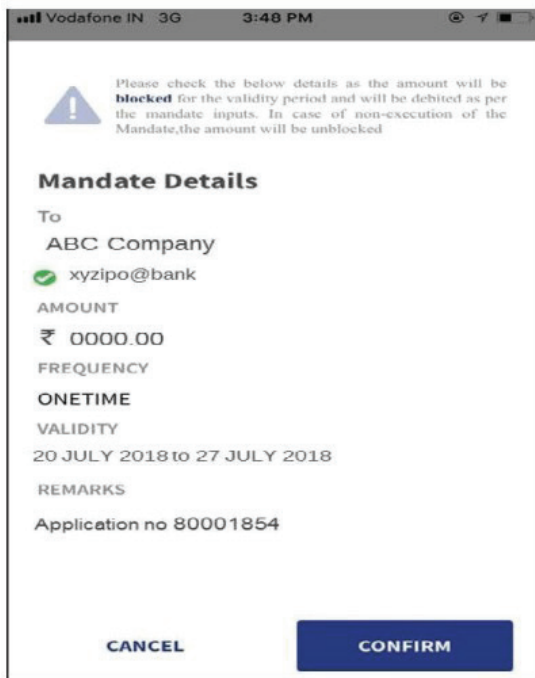 Vodafone IN 3G 3:48 PM
Please check the below details as the amount will be
blocked for the validity period and will be debited as per
the mandate inputs. In case of non-execution of the
Mandate,the amount will be unblocked
Mandate Details
To
ABC Company
xyzipo@bank
AMOUNT
₹ 0000.00
FREQUENCY
ONETIME
VALIDITY
20 JULY 2018 to 27 JULY 2018
REMARKS
Application no 80001854
CANCEL CONFIRM